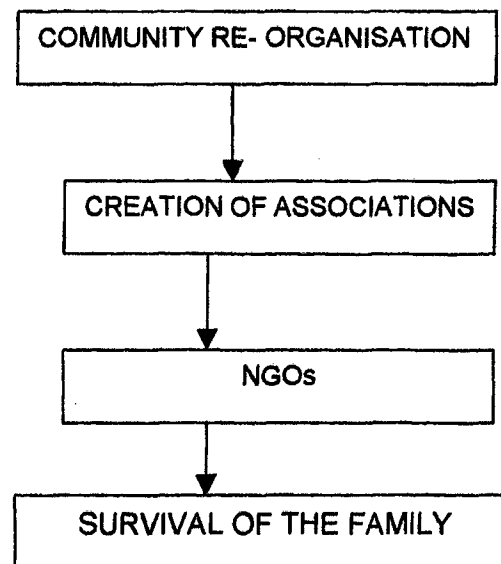 COMMUNITY RE- ORGANISATION
CREATION OF ASSOCIATIONS
NGOs
SURVIVAL OF THE FAMILY